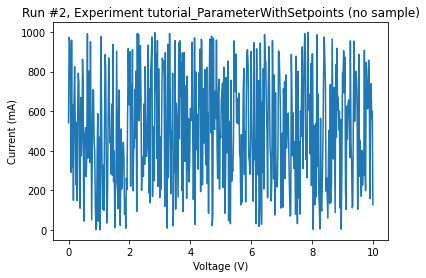 Run #2, Experiment tutorial_ParameterWithSetpoints (no sample)
1000
800
600
400
200
0
Current (mA)
0 2 4 6 8 10
Voltage (V)